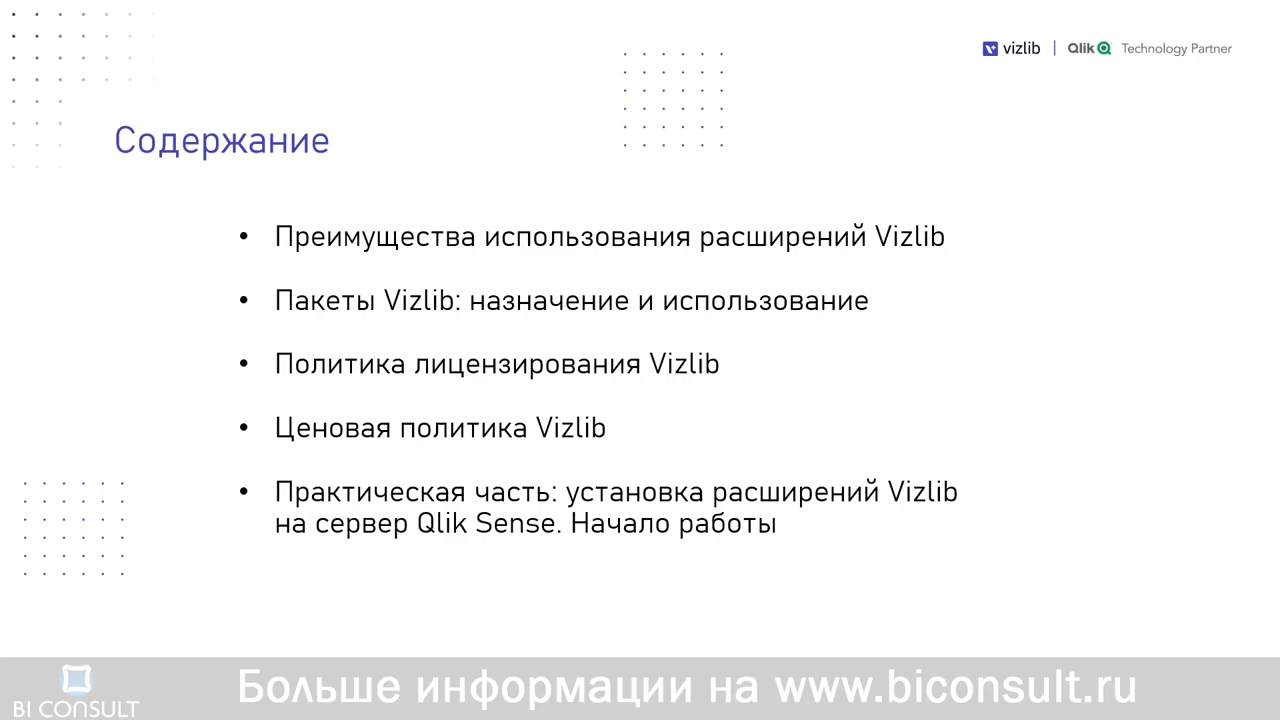 vizlib | Qlik Technology Partner
Содержание
• Преимущества использования расширений Vizlib
• Пакеты Vizlib: назначение и использование
• Политика лицензирования Vizlib
• Ценовая политика Vizlib
• Практическая часть: установка расширений Vizlib
на сервер Qlik Sense. Начало работы
BI CONSULT
Больше информации на www.biconsult.ru